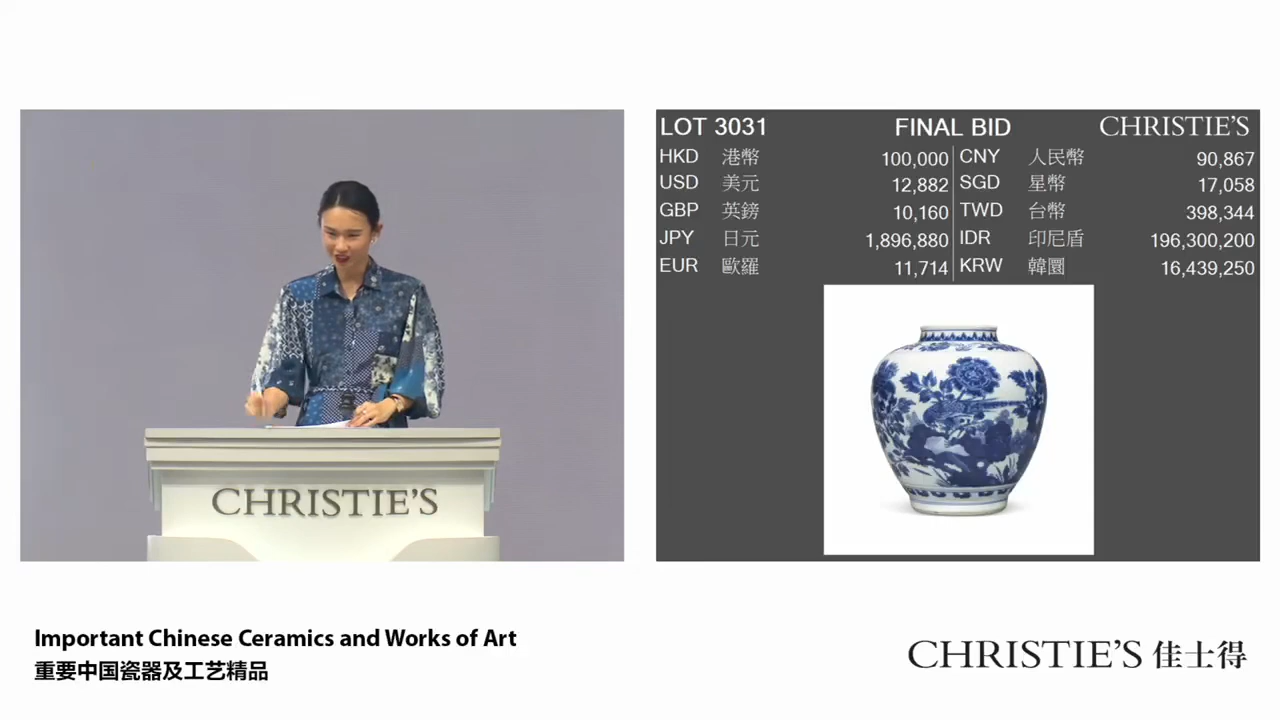 LOT 3031 FINAL BID CHRISTIE'S
HKD 港幣 100,000 CNY 人民幣 90,867
USD 美元 12,882 SGD 星幣 17,058
GBP 英鎊 10,160 TWD 台幣 398,344
JPY 日元 1,896,880 IDR 印尼盾 196,300,200
EUR 歐羅 11,714 KRW 韓圜 16,439,250
CHRISTIE'S
Important Chinese Ceramics and Works of Art
重要中国瓷器及工艺精品
CHRISTIE'S 佳士得